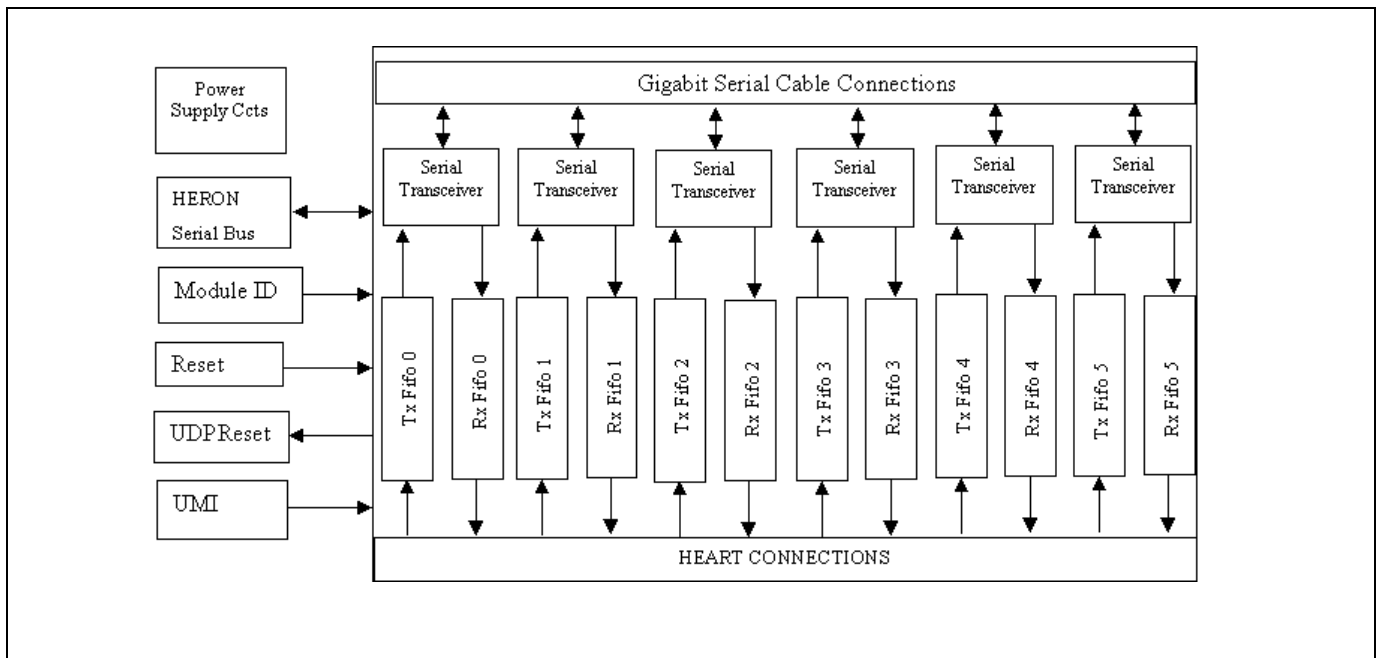 Gigabit Serial Cable Connections
Power
Supply Ccts
Serial
Transceiver
Serial
Transceiver
Serial
Transceiver
Serial
Transceiver
Serial
Transceiver
Serial
Transceiver
HERON
Serial Bus
Module ID
Reset
UDPReset
UMI
Tx Fifo 0
Rx Fifo 0
Tx Fifo 1
Rx Fifo 1
Tx Fifo 2
Rx Fifo 2
Tx Fifo 3
Rx Fifo 3
Tx Fifo 4
Rx Fifo 4
Tx Fifo 5
Rx Fifo 5
HEART CONNECTIONS